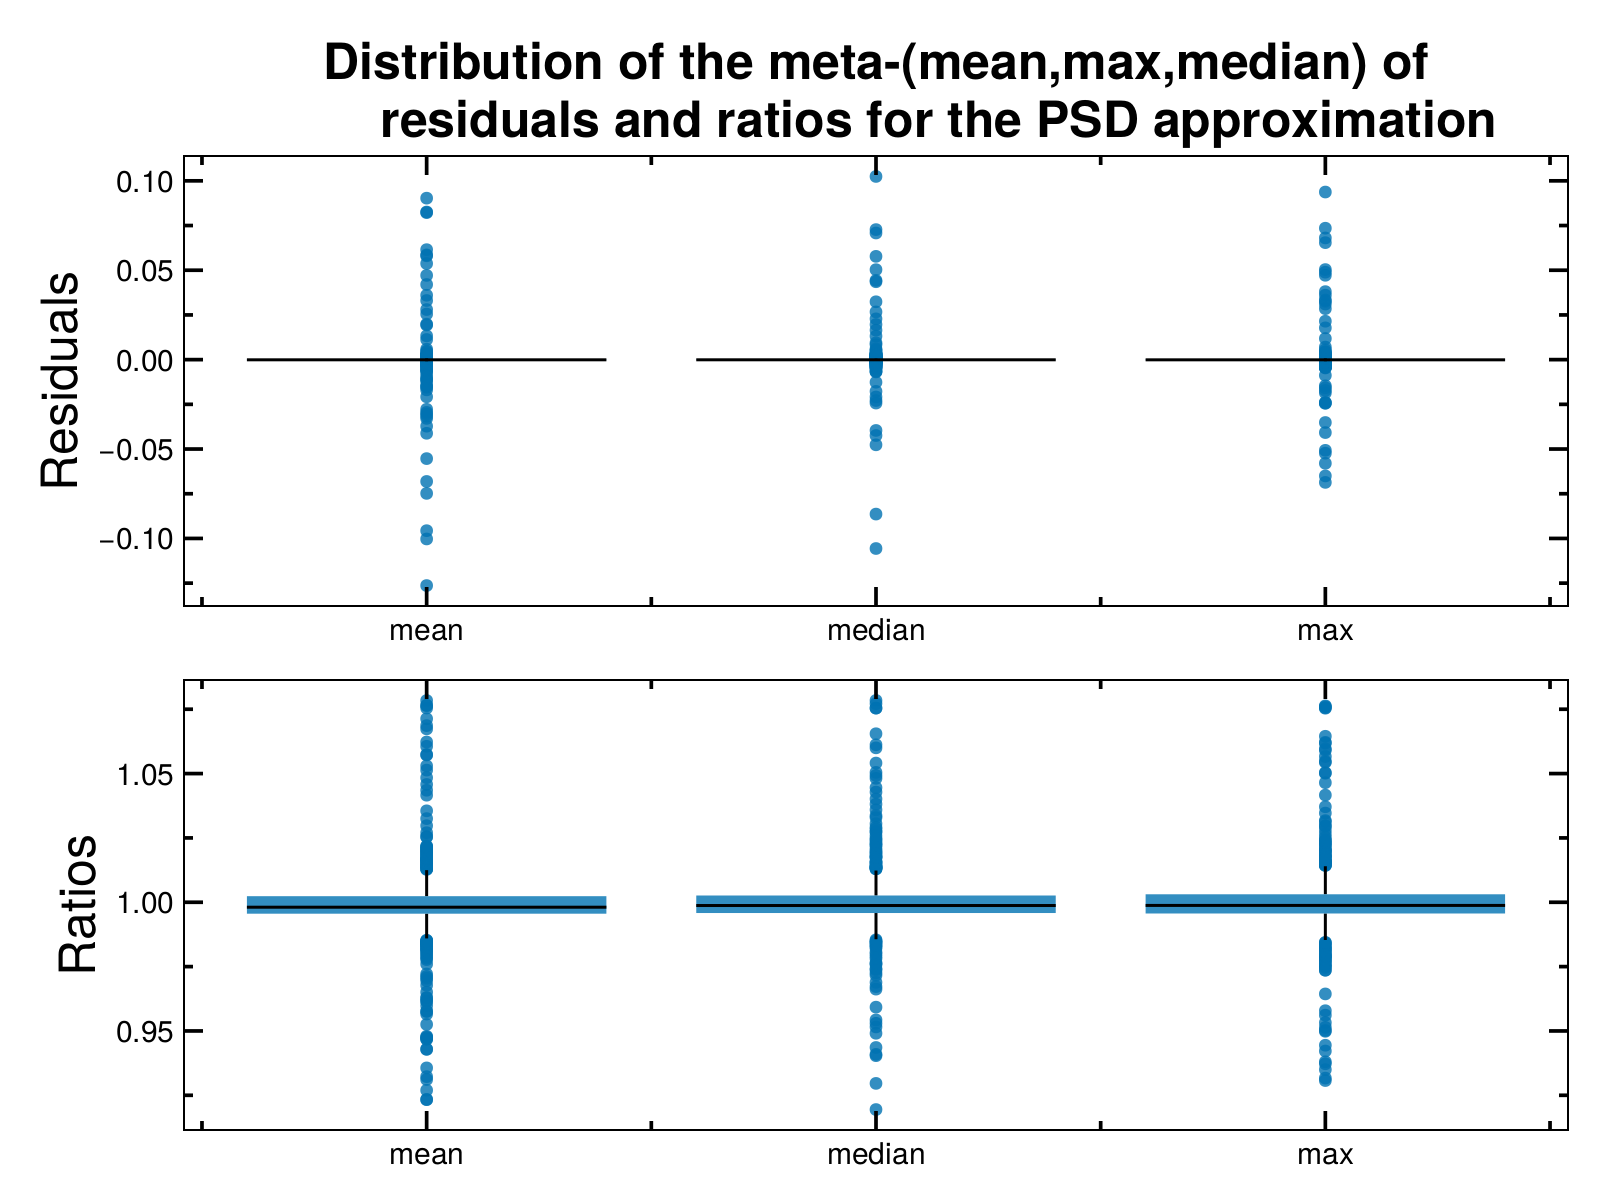 Distribution of the meta-(mean,max,median) of
residuals and ratios for the PSD approximation
Residuals
0.10
0.05
0.00
−0.05
−0.10
mean median max
Ratios
1.05
1.00
0.95
mean median max